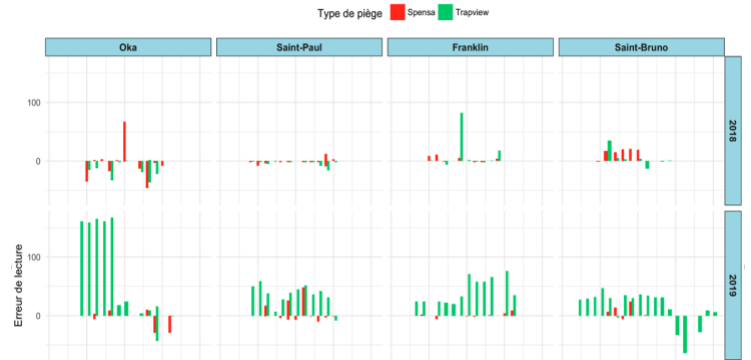 Type de piège Spensa Trapview
Oka Saint-Paul Franklin Saint-Bruno
100
0
2018
100
0
2019
Erreur de lecture